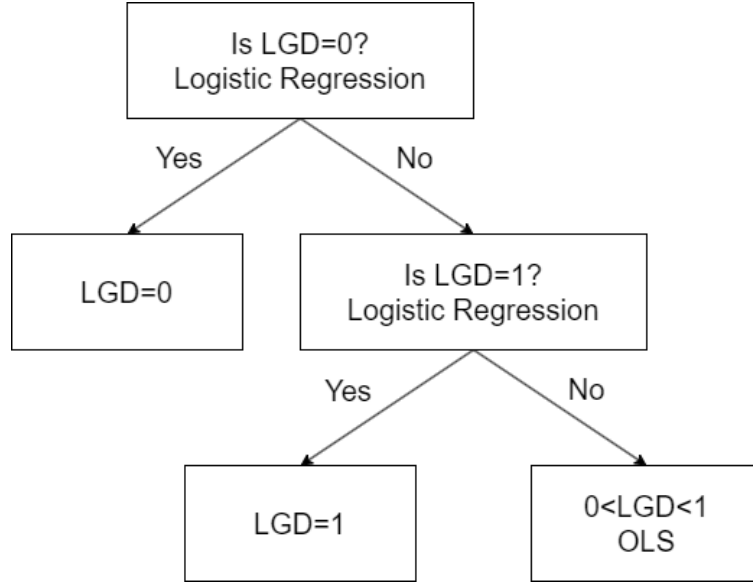 Is LGD=0?
Logistic Regression
Yes
No
LGD=0
Is LGD=1?
Logistic Regression
Yes
No
LGD=1
0<LGD<1
OLS